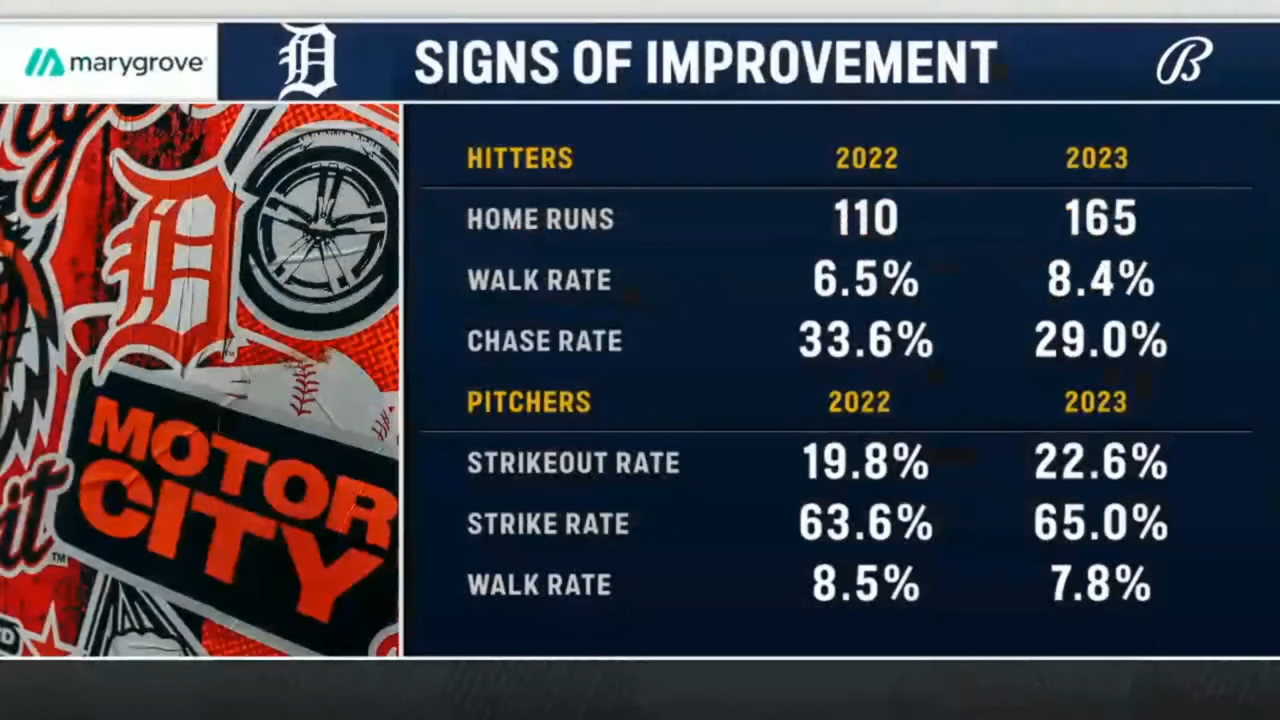 marygrove
D
SIGNS OF IMPROVEMENT
B
D
MOTOR
CITY
it
TM
HITTERS 2022 2023
HOME RUNS 110 165
WALK RATE 6.5% 8.4%
CHASE RATE 33.6% 29.0%
PITCHERS 2022 2023
STRIKEOUT RATE 19.8% 22.6%
STRIKE RATE 63.6% 65.0%
WALK RATE 8.5% 7.8%